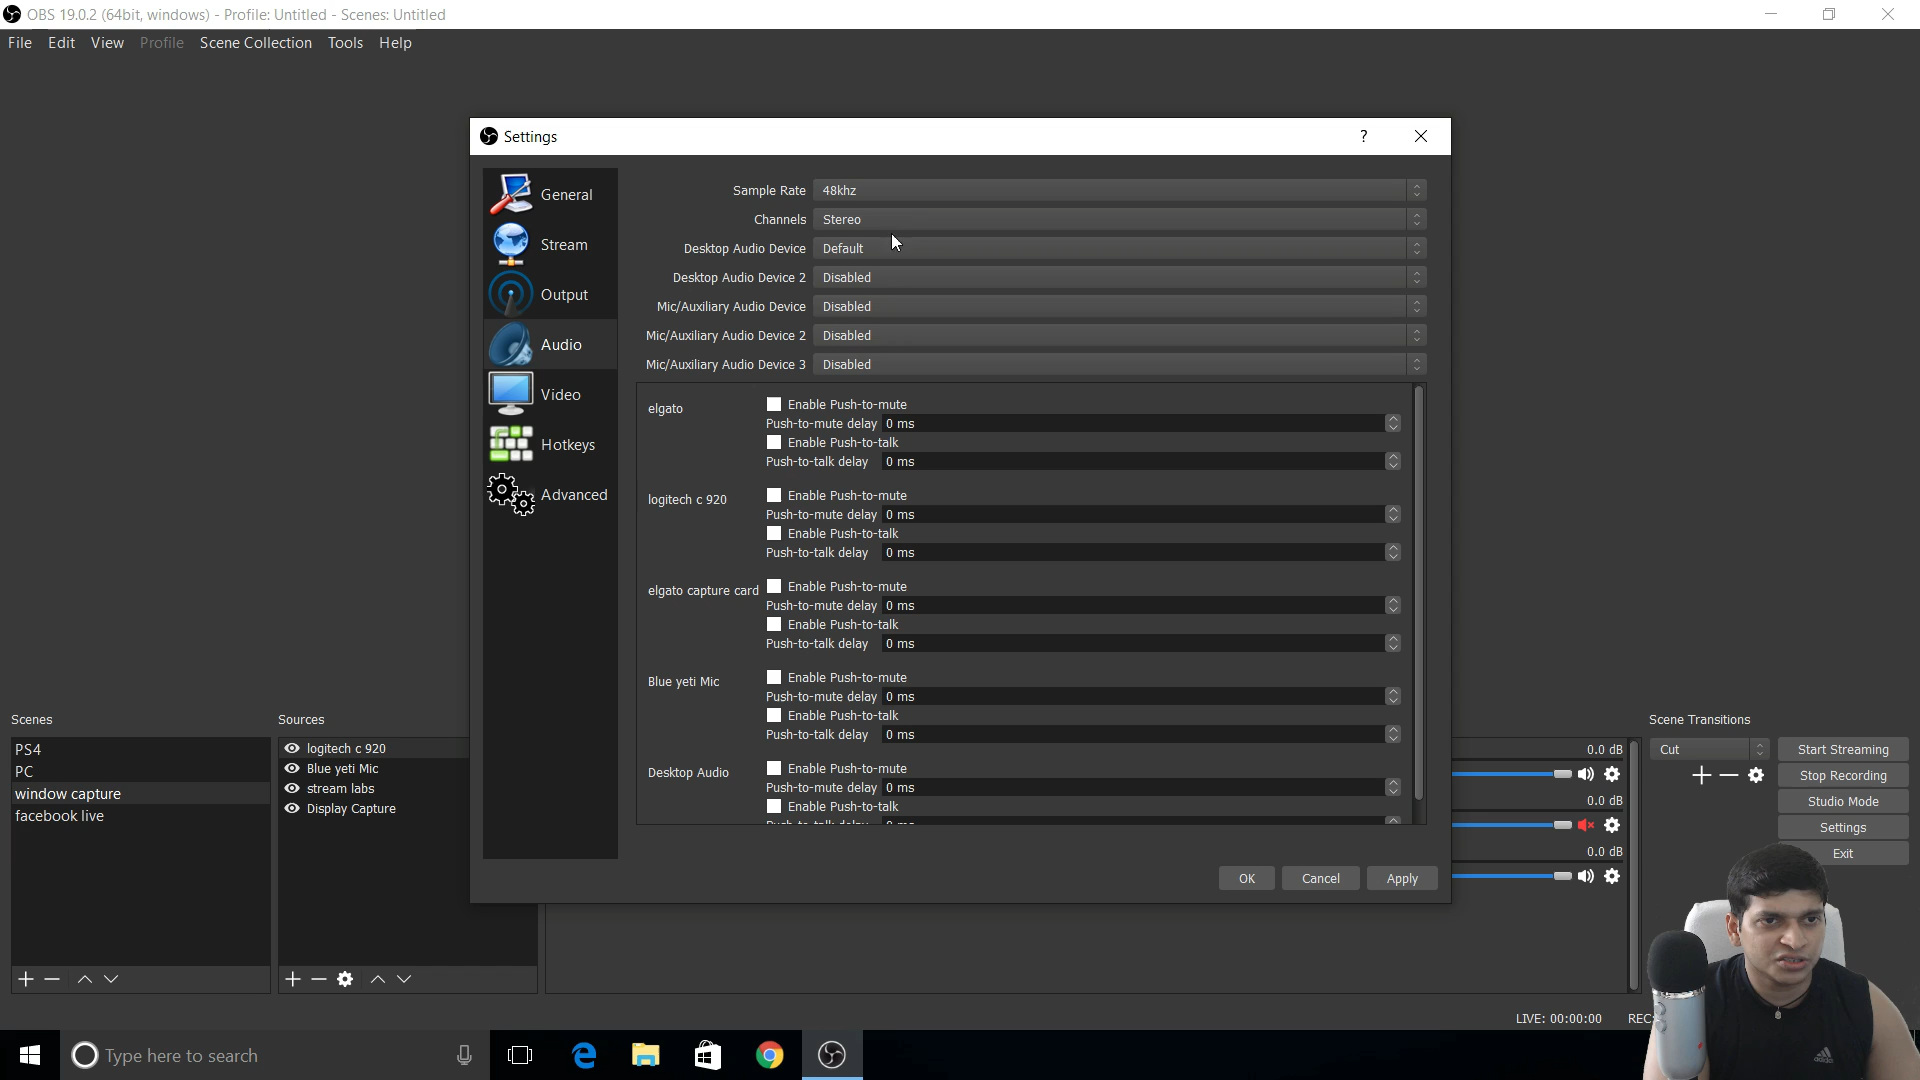 OBS 19.0.2 (64bit, windows) - Profile: Untitled - Scenes: Untitled
File Edit View Profile Scene Collection Tools Help
Settings
?
General
Stream
Output
Audio
Video
Hotkeys
Advanced
Sample Rate 48khz
Channels Stereo
Desktop Audio Device Default
Desktop Audio Device 2 Disabled
Mic/Auxiliary Audio Device Disabled
Mic/Auxiliary Audio Device 2 Disabled
Mic/Auxiliary Audio Device 3 Disabled
elgato
Enable Push-to-mute
Push-to-mute delay 0 ms
Enable Push-to-talk
Push-to-talk delay 0 ms
logitech c 920
Enable Push-to-mute
Push-to-mute delay 0 ms
Enable Push-to-talk
Push-to-talk delay 0 ms
elgato capture card
Enable Push-to-mute
Push-to-mute delay 0 ms
Enable Push-to-talk
Push-to-talk delay 0 ms
Blue yeti Mic
Enable Push-to-mute
Push-to-mute delay 0 ms
Enable Push-to-talk
Push-to-talk delay 0 ms
Desktop Audio
Enable Push-to-mute
Push-to-mute delay 0 ms
Enable Push-to-talk
Push-to-talk delay 0 ms
OK Cancel Apply
Scenes
PS4
PC
window capture
facebook live
Sources
logitech c 920
Blue yeti Mic
stream labs
Display Capture
0.0 dB
0.0 dB
0.0 dB
Scene Transitions
Cut
Start Streaming
Stop Recording
Studio Mode
Settings
Exit
LIVE: 00:00:00 REC:
Type here to search
adidas